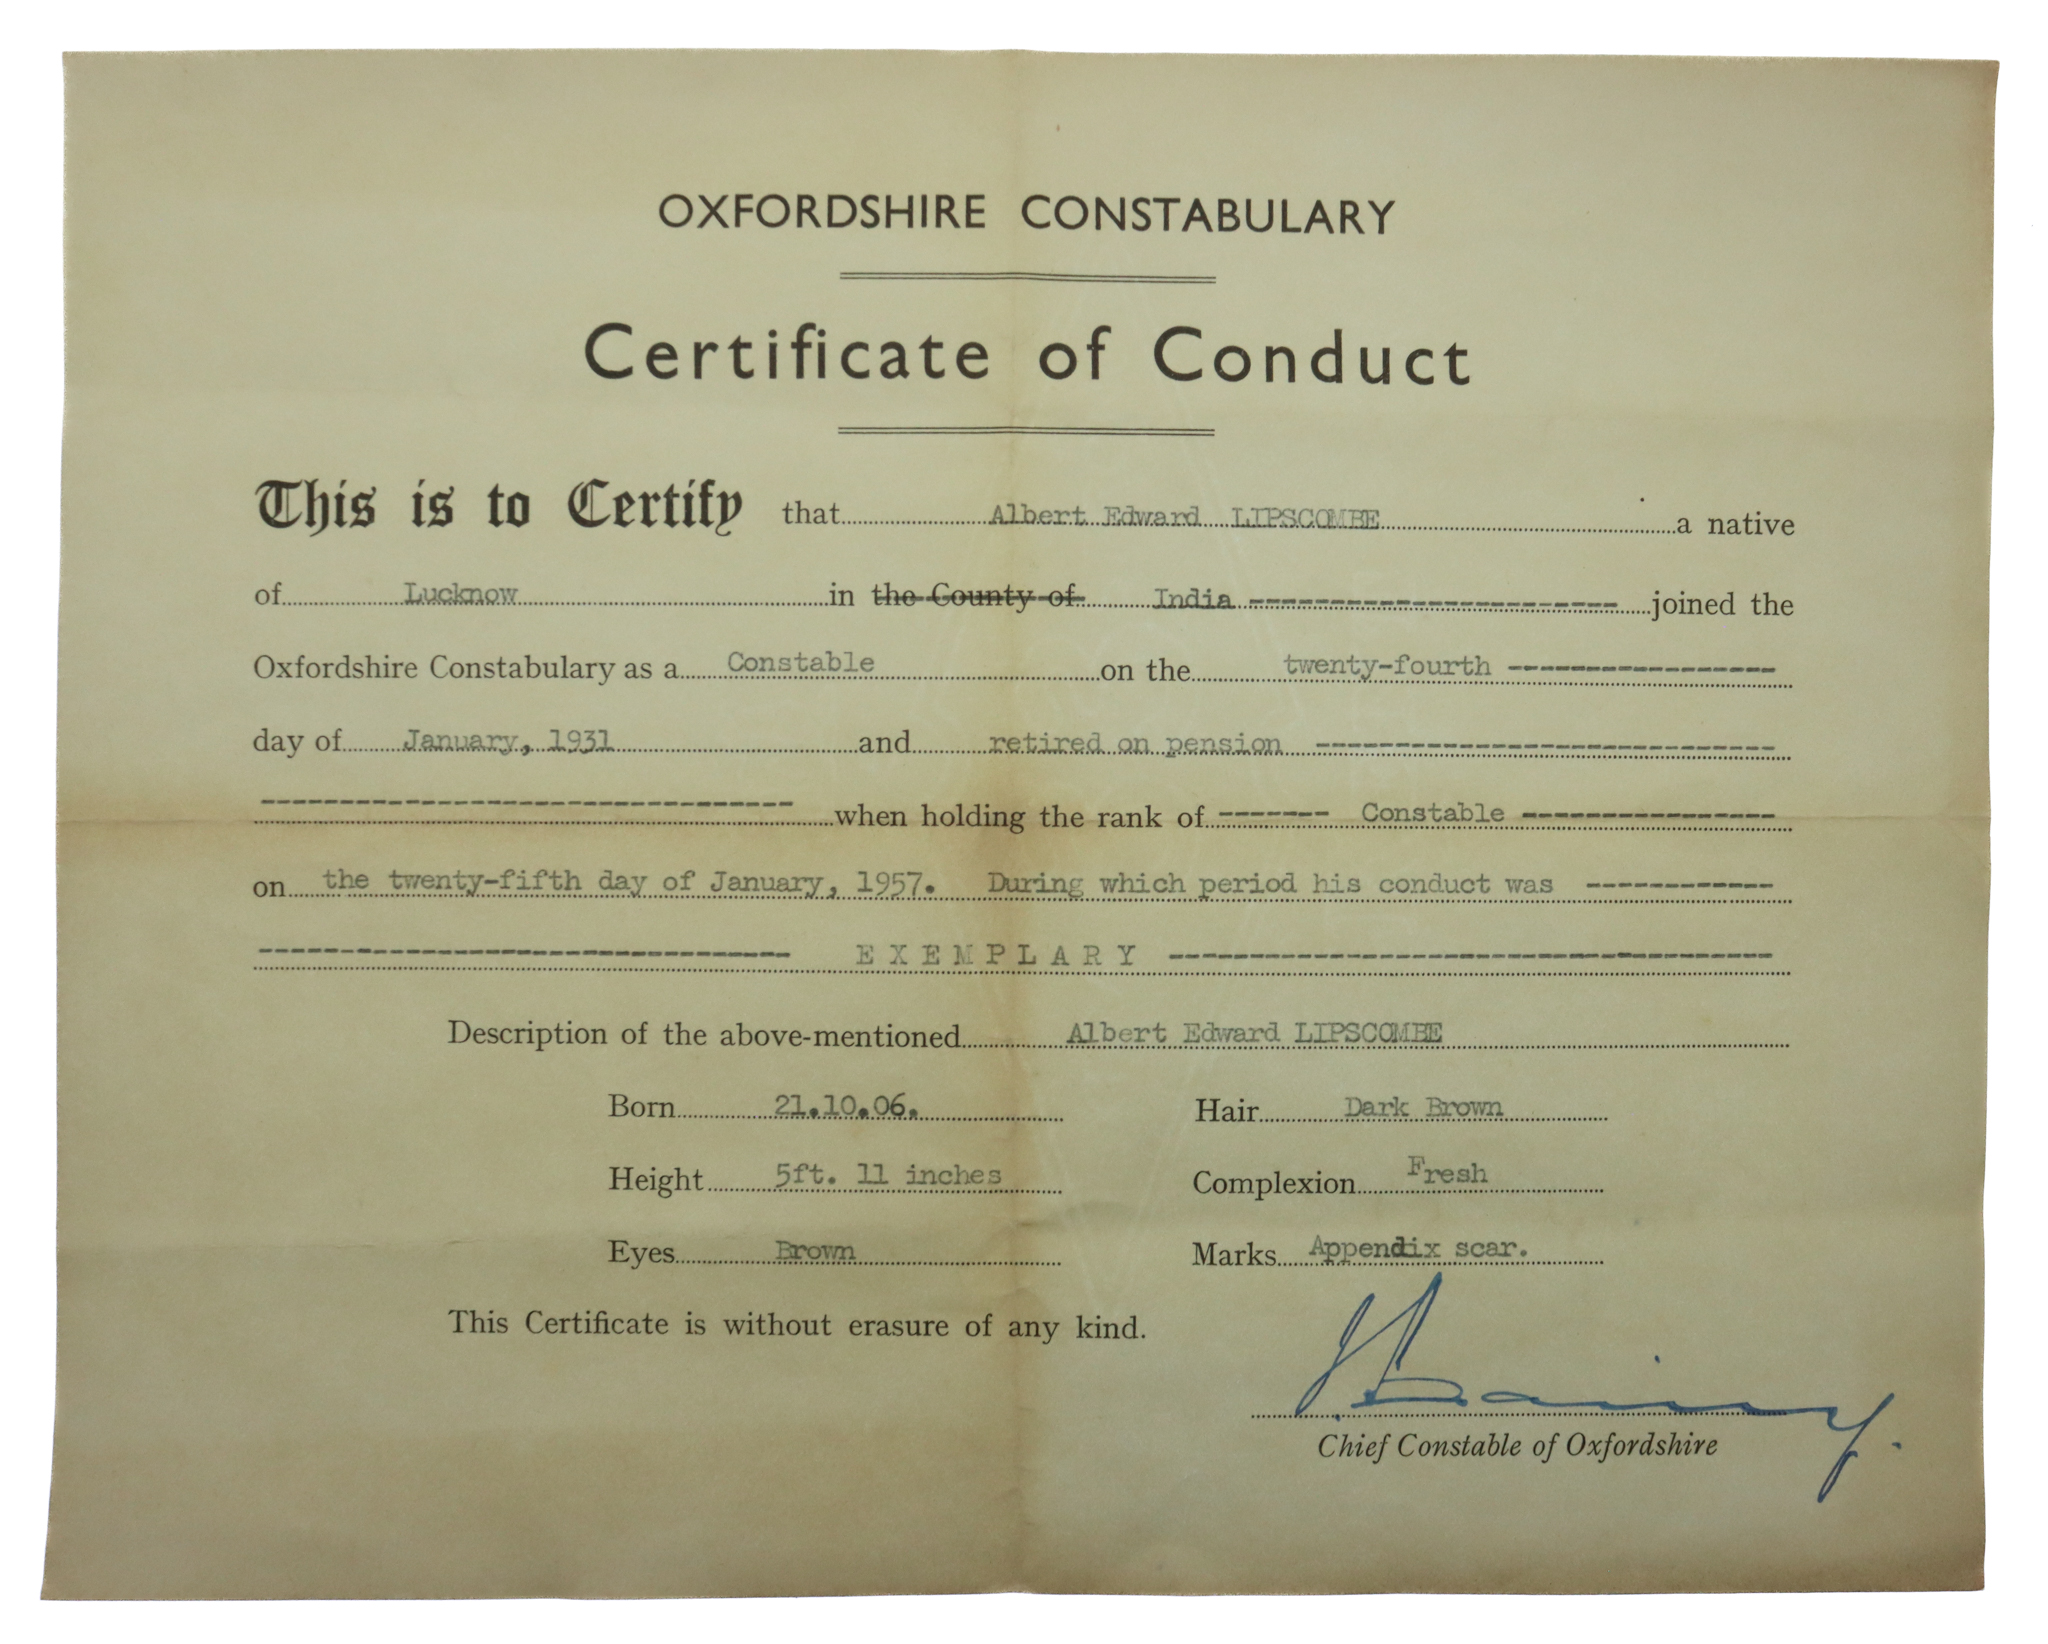 OXFORDSHIRE CONSTABULARY
Certificate of Conduct
This is to Certify that Albert Edward LIPSCOMBE a native
of Lucknow in the County of India joined the
Oxfordshire Constabulary as a Constable on the twenty-fourth
day of January, 1931 and retired on pension
when holding the rank of Constable
on the twenty-fifth day of January, 1957. During which period his conduct was
EXEMPLARY
Description of the above-mentioned Albert Edward LIPSCOMBE
Born 21.10.06. Hair Dark Brown
Height 5ft. 11 inches Complexion Fresh
Eyes Brown Marks Appendix scar.
This Certificate is without erasure of any kind.
Chief Constable of Oxfordshire